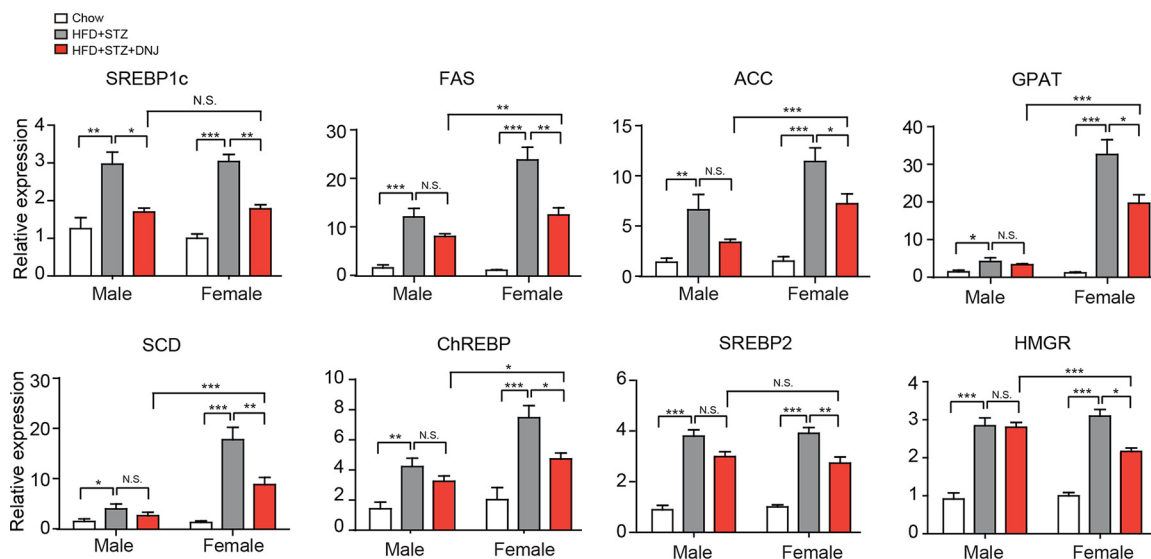 Chow
HFD+STZ
HFD+STZ+DNJ
SREBP1c
FAS
ACC
GPAT
N.S.
** * *** **
**
*** N.S. *** **
***
** N.S. *** *
***
* N.S. *** *
Relative expression
4
3
2
1
0
30
20
10
0
15
10
5
0
60
40
20
0
Male Female
Male Female
Male Female
Male Female
SCD
ChREBP
SREBP2
HMGR
***
* N.S. *** **
*
** N.S. *** *
N.S.
*** N.S. *** **
***
*** N.S. *** *
Relative expression
30
20
10
0
10
8
6
4
2
0
6
4
2
0
4
3
2
1
0
Male Female
Male Female
Male Female
Male Female